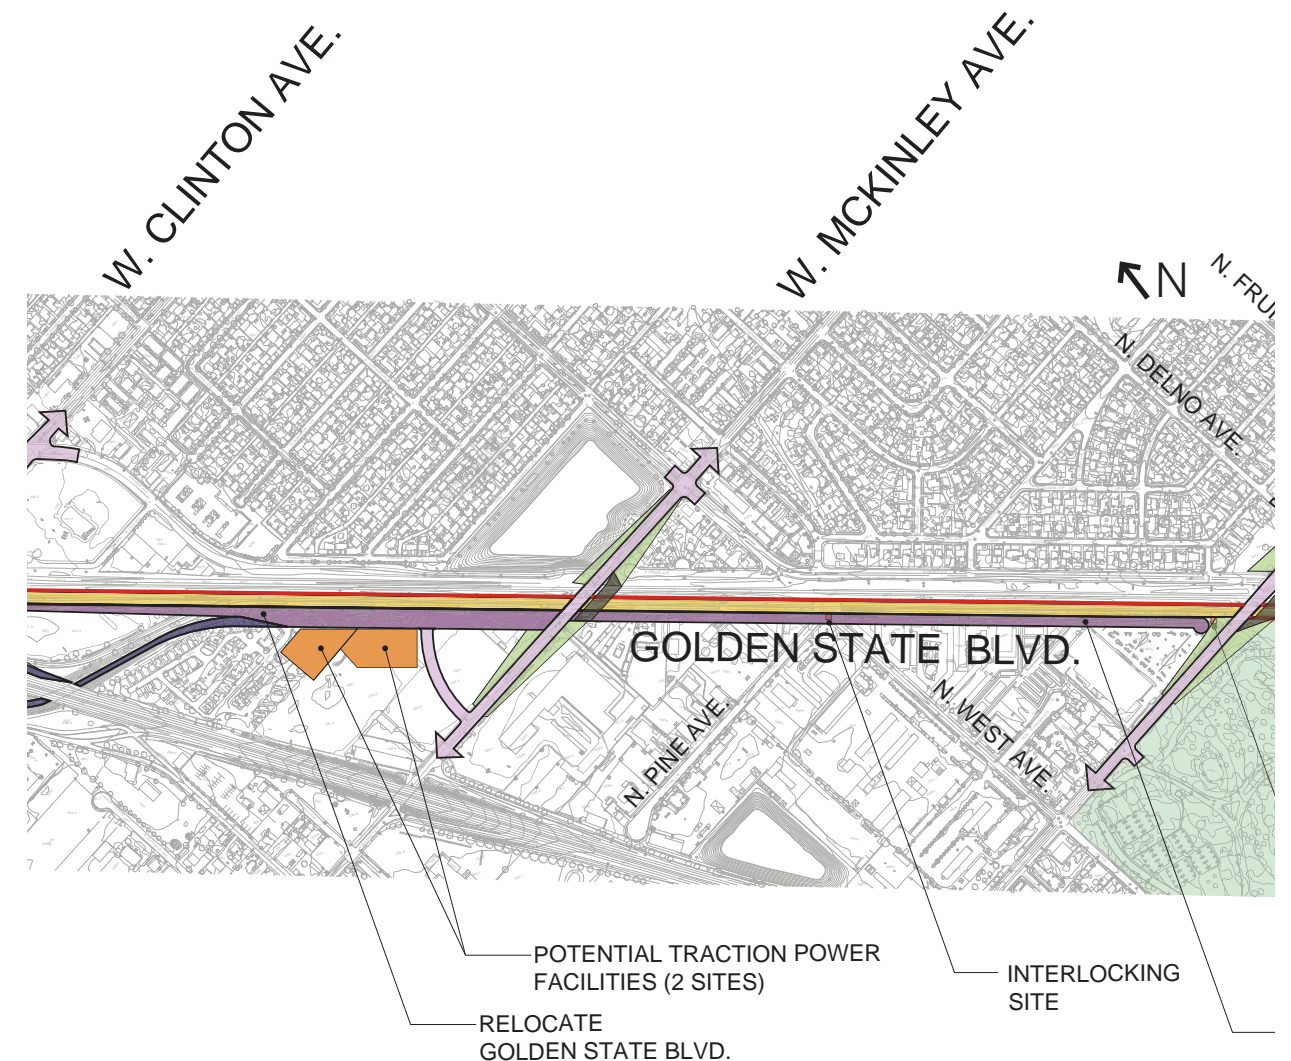 W. CLINTON AVE.
W. MCKINLEY AVE.
N
N. FRUI
N. DELNO AVE.
GOLDEN STATE BLVD.
N. PINE AVE.
N. WEST AVE.
POTENTIAL TRACTION POWER
FACILITIES (2 SITES)
INTERLOCKING
SITE
RELOCATE
GOLDEN STATE BLVD.